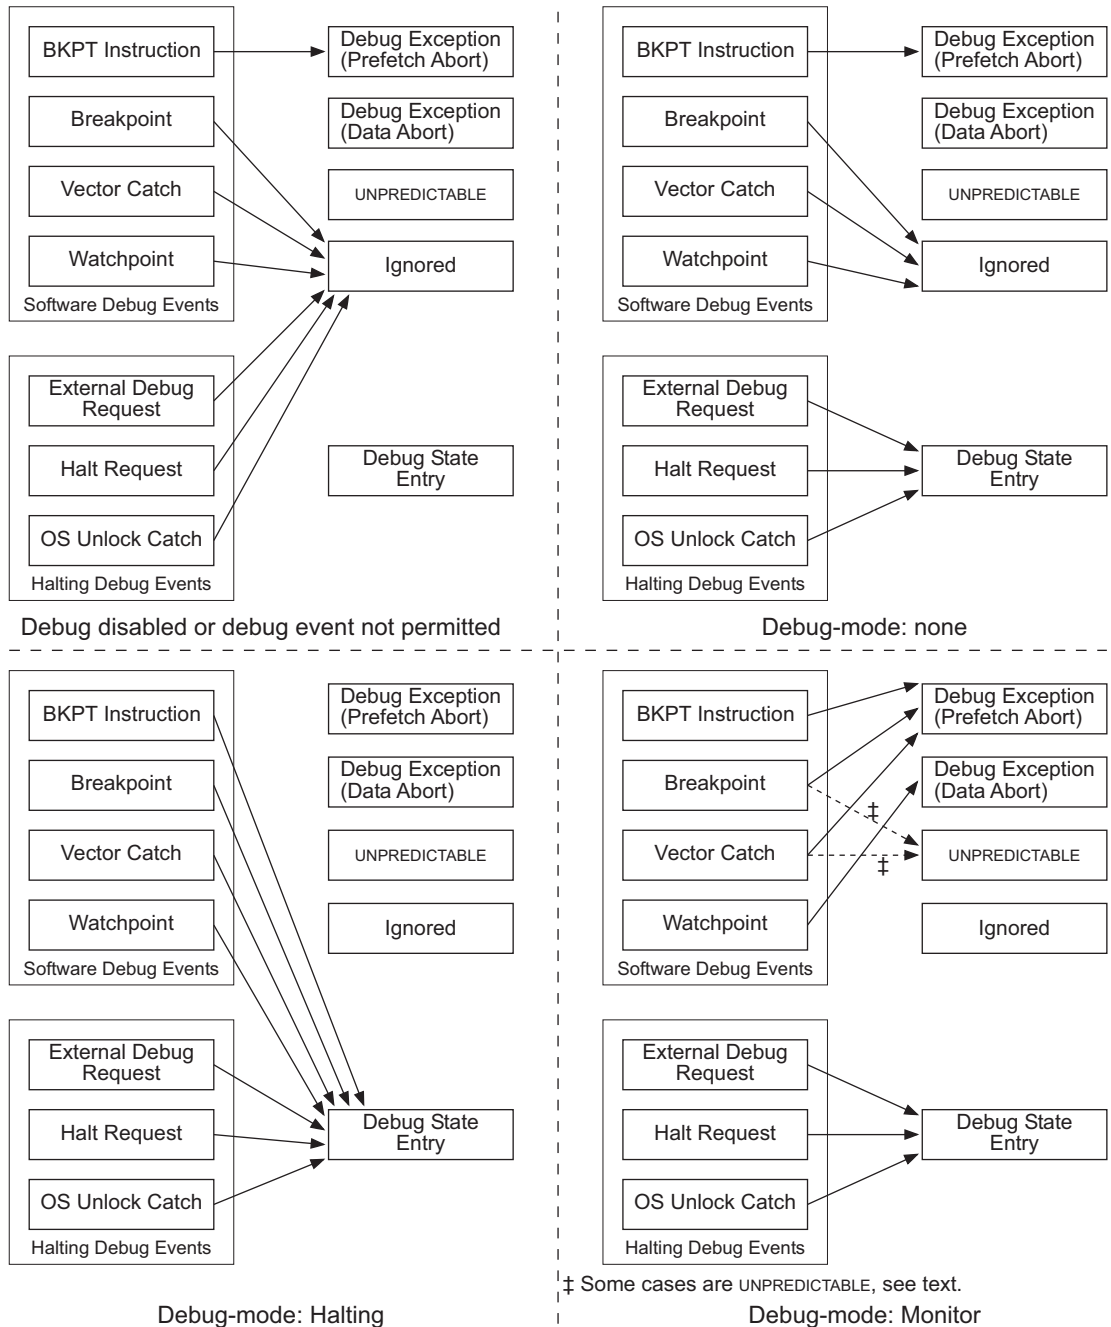 BKPT Instruction
Breakpoint
Vector Catch
Watchpoint
Software Debug Events
External Debug
Request
Halt Request
OS Unlock Catch
Halting Debug Events
Debug Exception
(Prefetch Abort)
Debug Exception
(Data Abort)
UNPREDICTABLE
Ignored
Debug State
Entry
Debug disabled or debug event not permitted
BKPT Instruction
Breakpoint
Vector Catch
Watchpoint
Software Debug Events
External Debug
Request
Halt Request
OS Unlock Catch
Halting Debug Events
Debug Exception
(Prefetch Abort)
Debug Exception
(Data Abort)
UNPREDICTABLE
Ignored
Debug State
Entry
Debug-mode: none
BKPT Instruction
Breakpoint
Vector Catch
Watchpoint
Software Debug Events
External Debug
Request
Halt Request
OS Unlock Catch
Halting Debug Events
Debug Exception
(Prefetch Abort)
Debug Exception
(Data Abort)
UNPREDICTABLE
Ignored
Debug State
Entry
Debug-mode: Halting
BKPT Instruction
Breakpoint
Vector Catch
Watchpoint
Software Debug Events
External Debug
Request
Halt Request
OS Unlock Catch
Halting Debug Events
‡
‡
Debug Exception
(Prefetch Abort)
Debug Exception
(Data Abort)
UNPREDICTABLE
Ignored
Debug State
Entry
‡ Some cases are UNPREDICTABLE, see text.
Debug-mode: Monitor